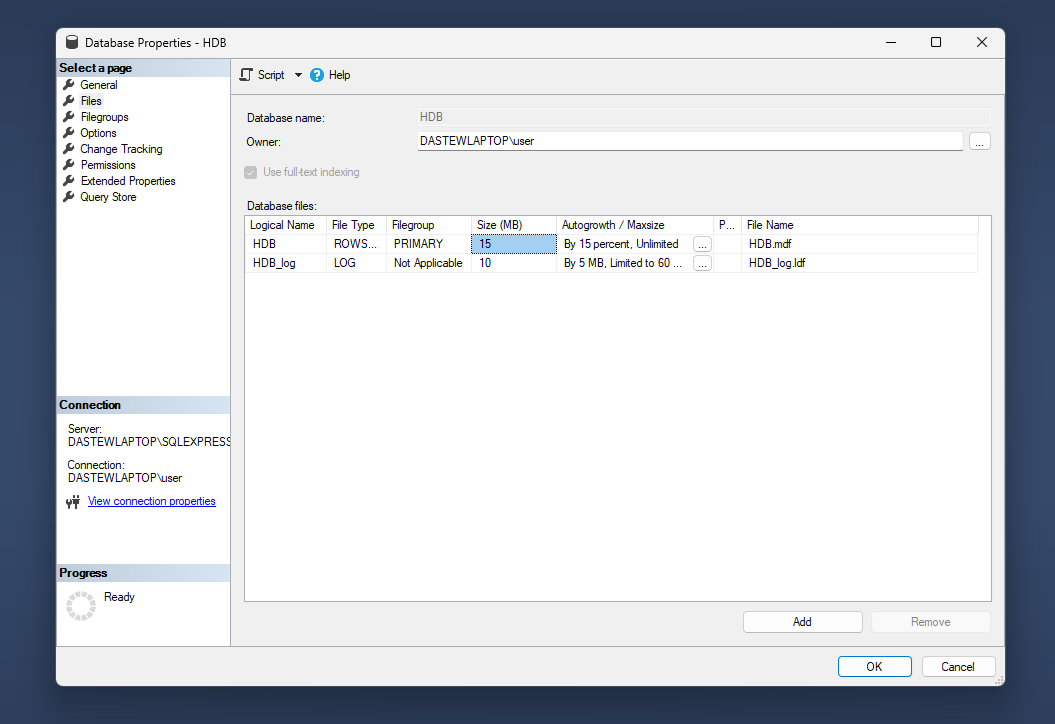 Database Properties - HDB
Select a page
General
Files
Filegroups
Options
Change Tracking
Permissions
Extended Properties
Query Store
Connection
Server:
DASTEWLAPTOP\SQLEXPRESS
Connection:
DASTEWLAPTOP\user
View connection properties
Progress
Ready
Script ? Help
Database name: HDB
Owner: DASTEWLAPTOP\user ...
Use full-text indexing
Database files:
Logical Name File Type Filegroup Size (MB) Autogrowth / Maxsize P... File Name
HDB ROWS... PRIMARY 15 By 15 percent, Unlimited ... HDB.mdf
HDB_log LOG Not Applicable 10 By 5 MB, Limited to 60 ... ... HDB_log.ldf
Add Remove
OK Cancel